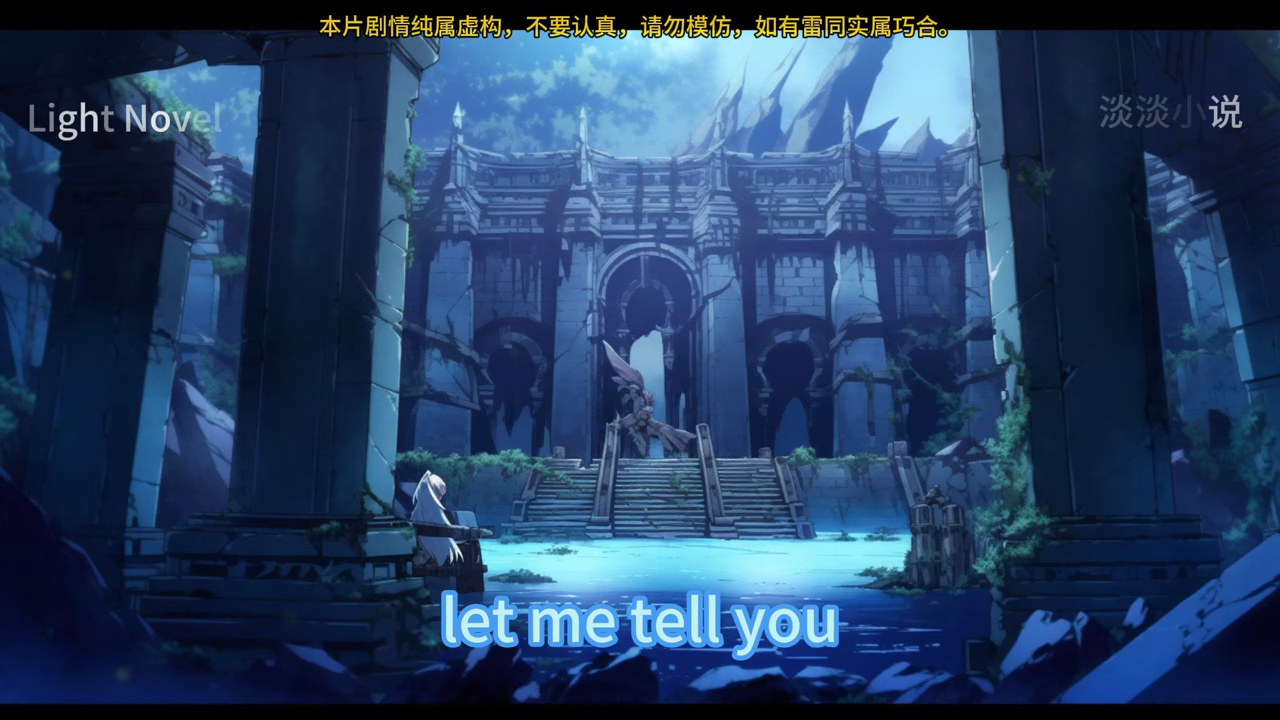 本片剧情纯属虚构，不要认真，请勿模仿，如有雷同实属巧合。
Light Novel
淡淡小说
let me tell you